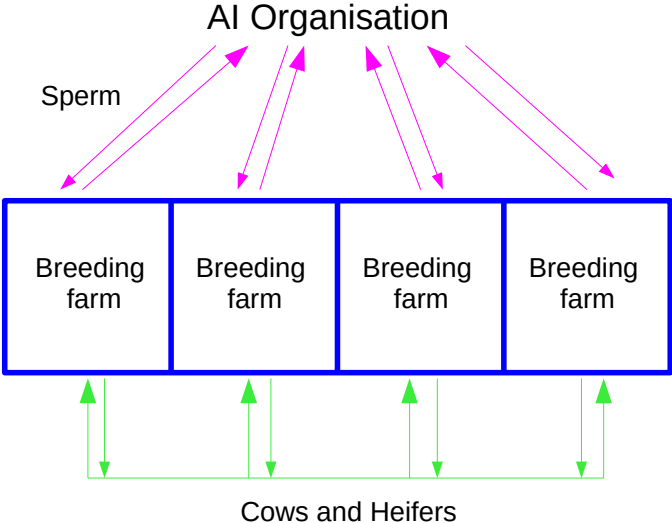 AI Organisation
Sperm
Breeding
farm
Breeding
farm
Breeding
farm
Breeding
farm
Cows and Heifers